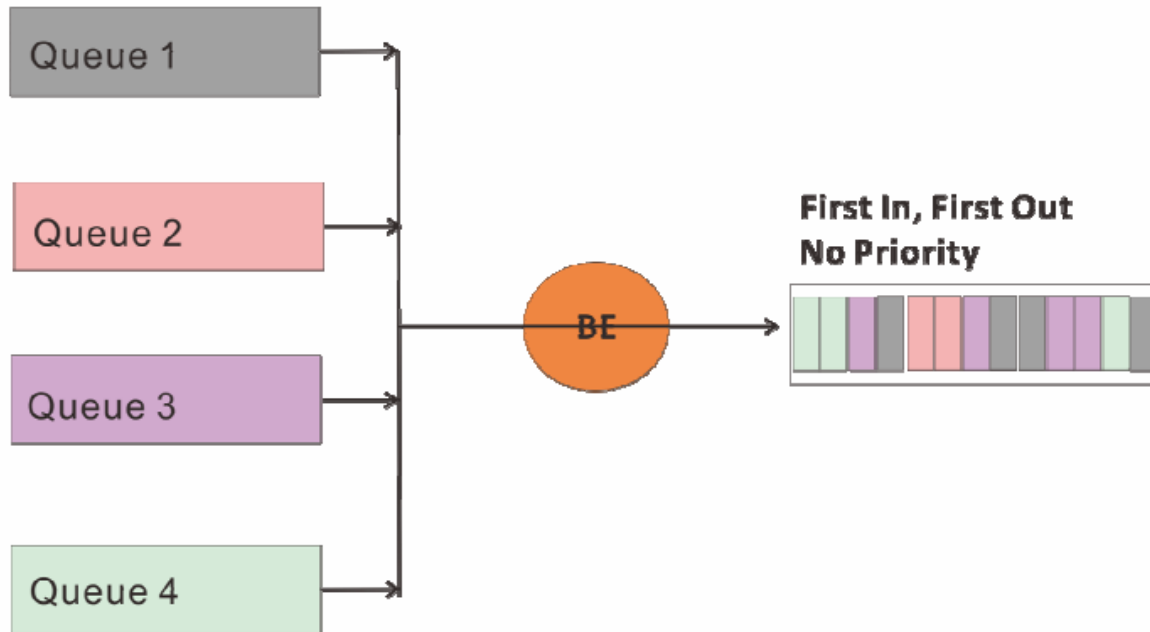 Queue 1
Queue 2
Queue 3
Queue 4
BE
First In, First Out
No Priority